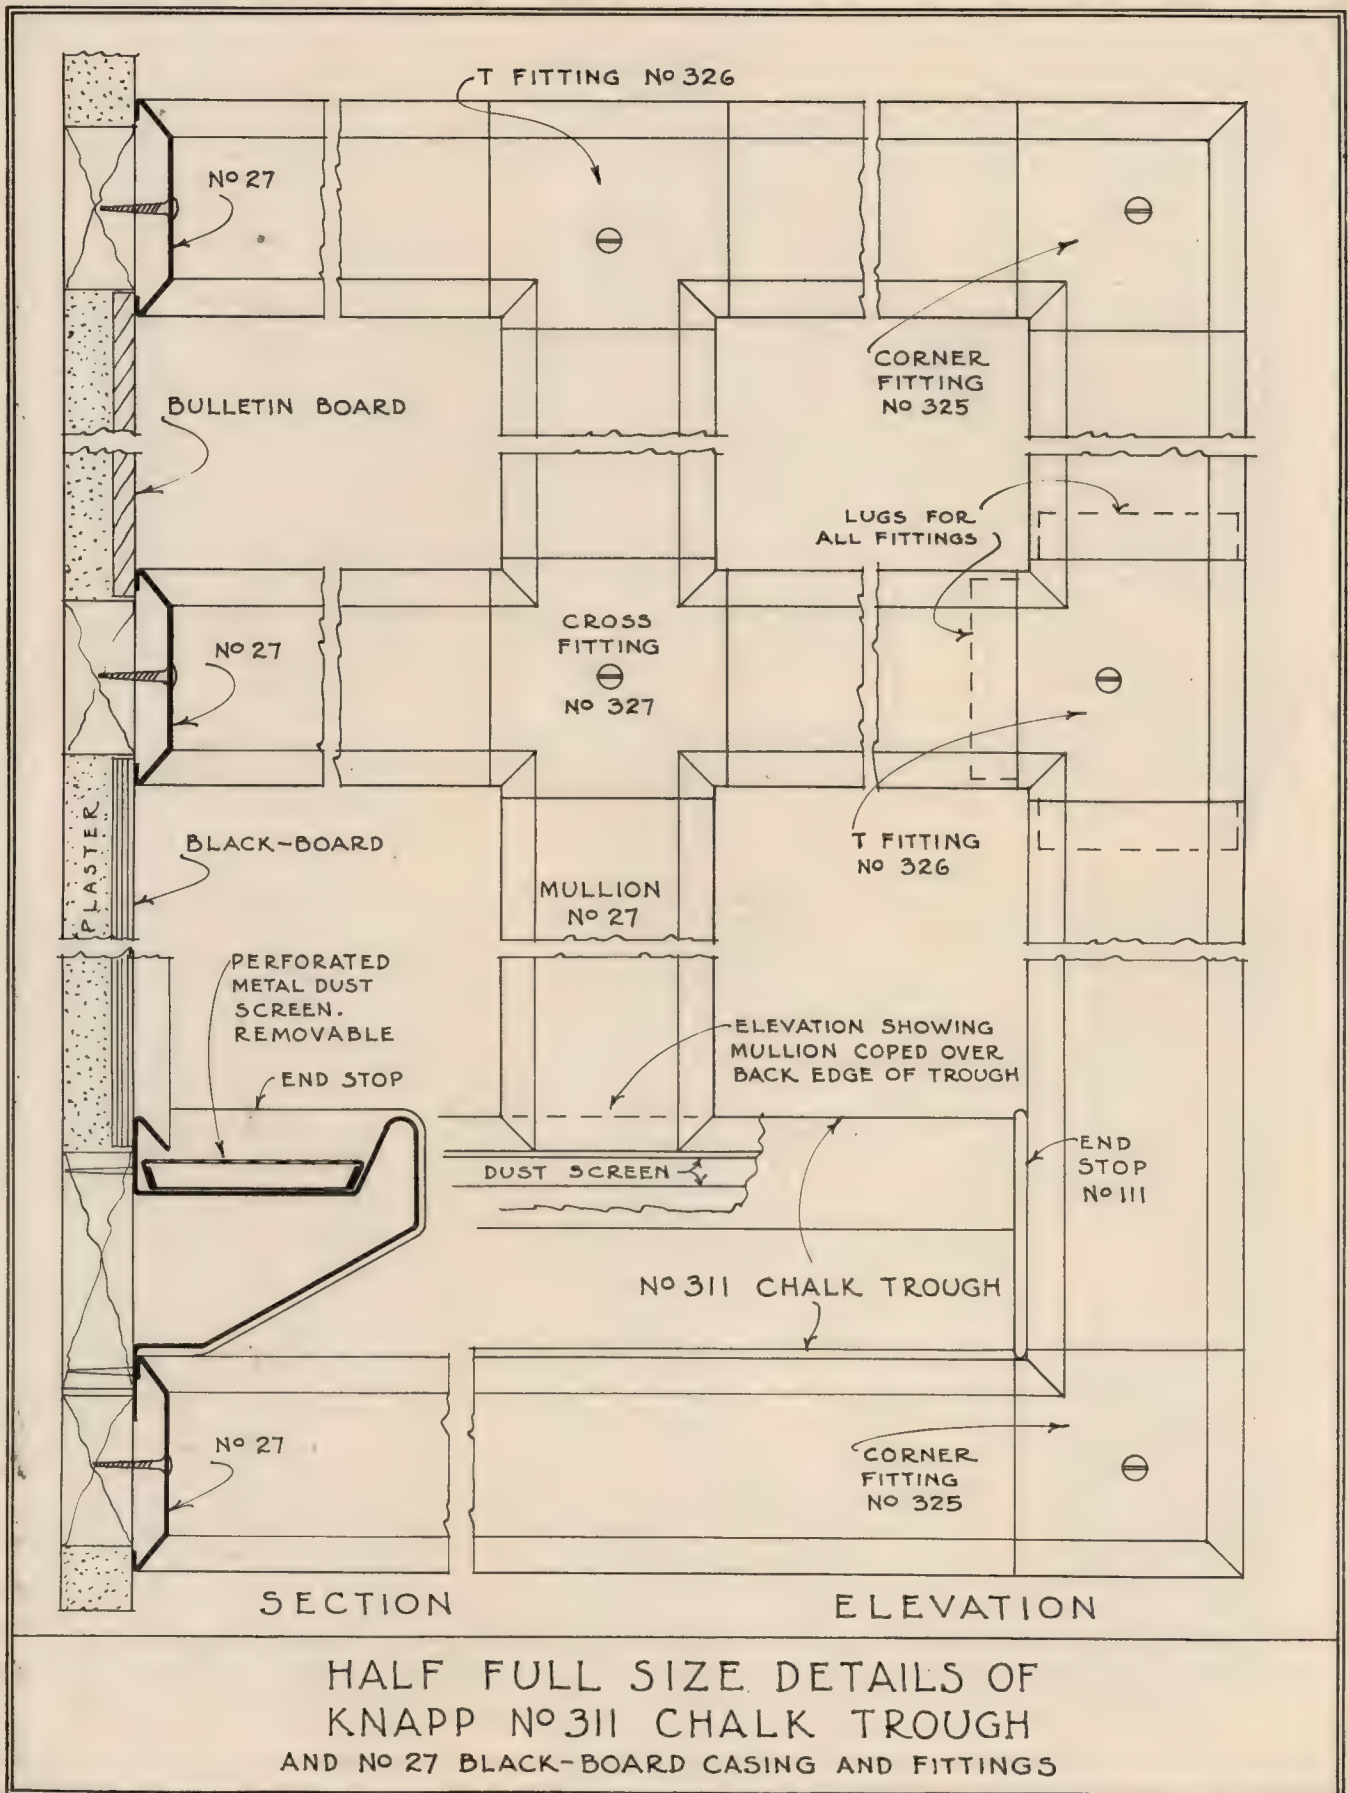 T FITTING Nº 326
Nº 27
CORNER
FITTING
Nº 325
BULLETIN BOARD
LUGS FOR
ALL FITTINGS
CROSS
FITTING
Nº 327
Nº 27
T FITTING
Nº 326
PLASTER
BLACK-BOARD
MULLION
Nº 27
PERFORATED
METAL DUST
SCREEN.
REMOVABLE
END STOP
ELEVATION SHOWING
MULLION COPED OVER
BACK EDGE OF TROUGH
END
STOP
Nº 111
DUST SCREEN
Nº 311 CHALK TROUGH
Nº 27
CORNER
FITTING
Nº 325
SECTION
ELEVATION
HALF FULL SIZE DETAILS OF
KNAPP Nº 311 CHALK TROUGH
AND Nº 27 BLACK-BOARD CASING AND FITTINGS